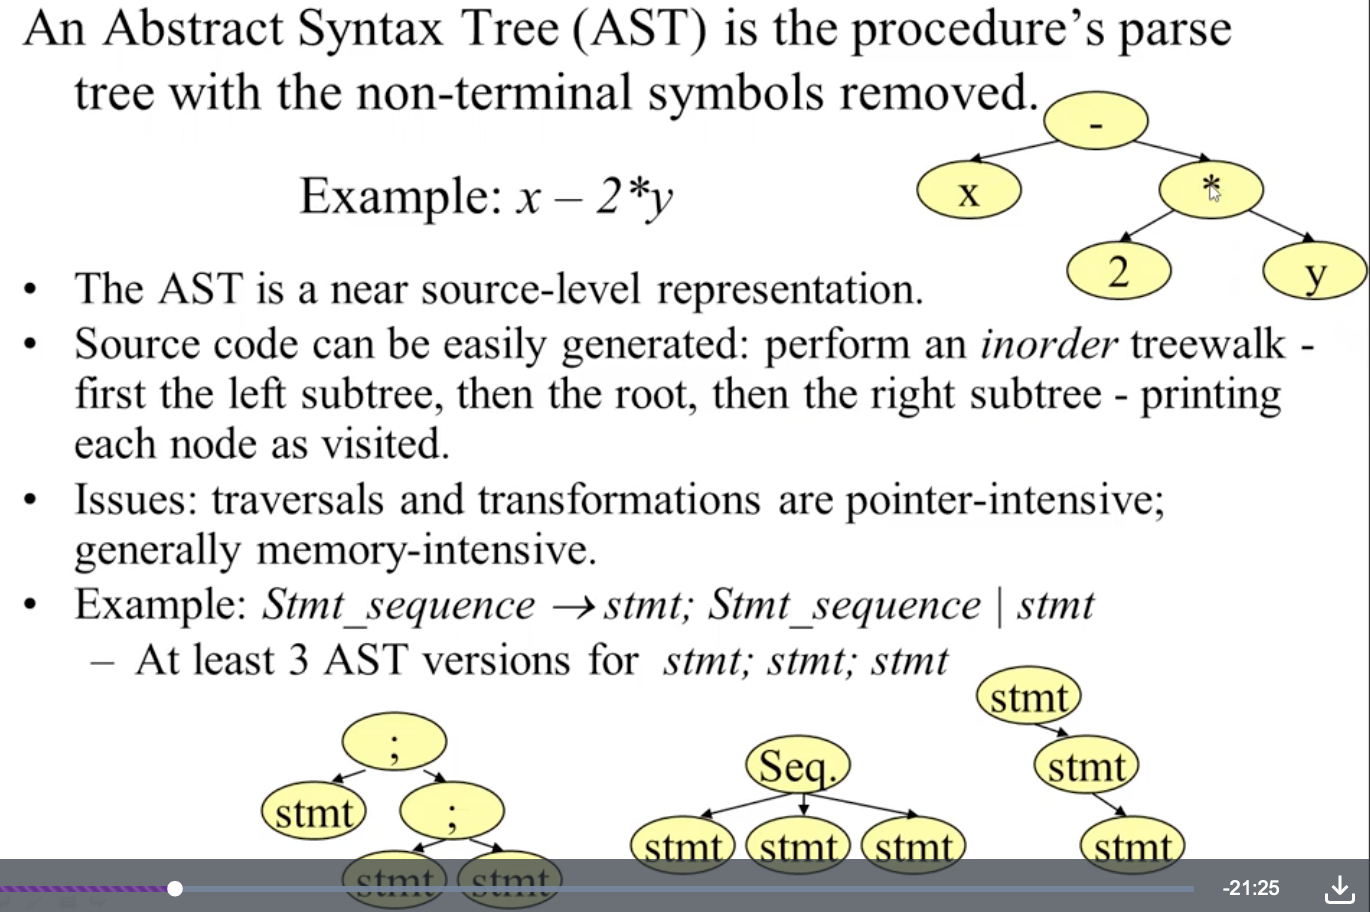 An Abstract Syntax Tree (AST) is the procedure's parse
tree with the non-terminal symbols removed.
-
Example: x – 2*y
x
*
2
y
• The AST is a near source-level representation.
• Source code can be easily generated: perform an inorder treewalk -
first the left subtree, then the root, then the right subtree - printing
each node as visited.
• Issues: traversals and transformations are pointer-intensive;
generally memory-intensive.
• Example: Stmt_sequence → stmt; Stmt_sequence | stmt
– At least 3 AST versions for stmt; stmt; stmt
;
stmt
;
stmt stmt
Seq.
stmt stmt stmt
stmt
stmt
stmt
-21:25